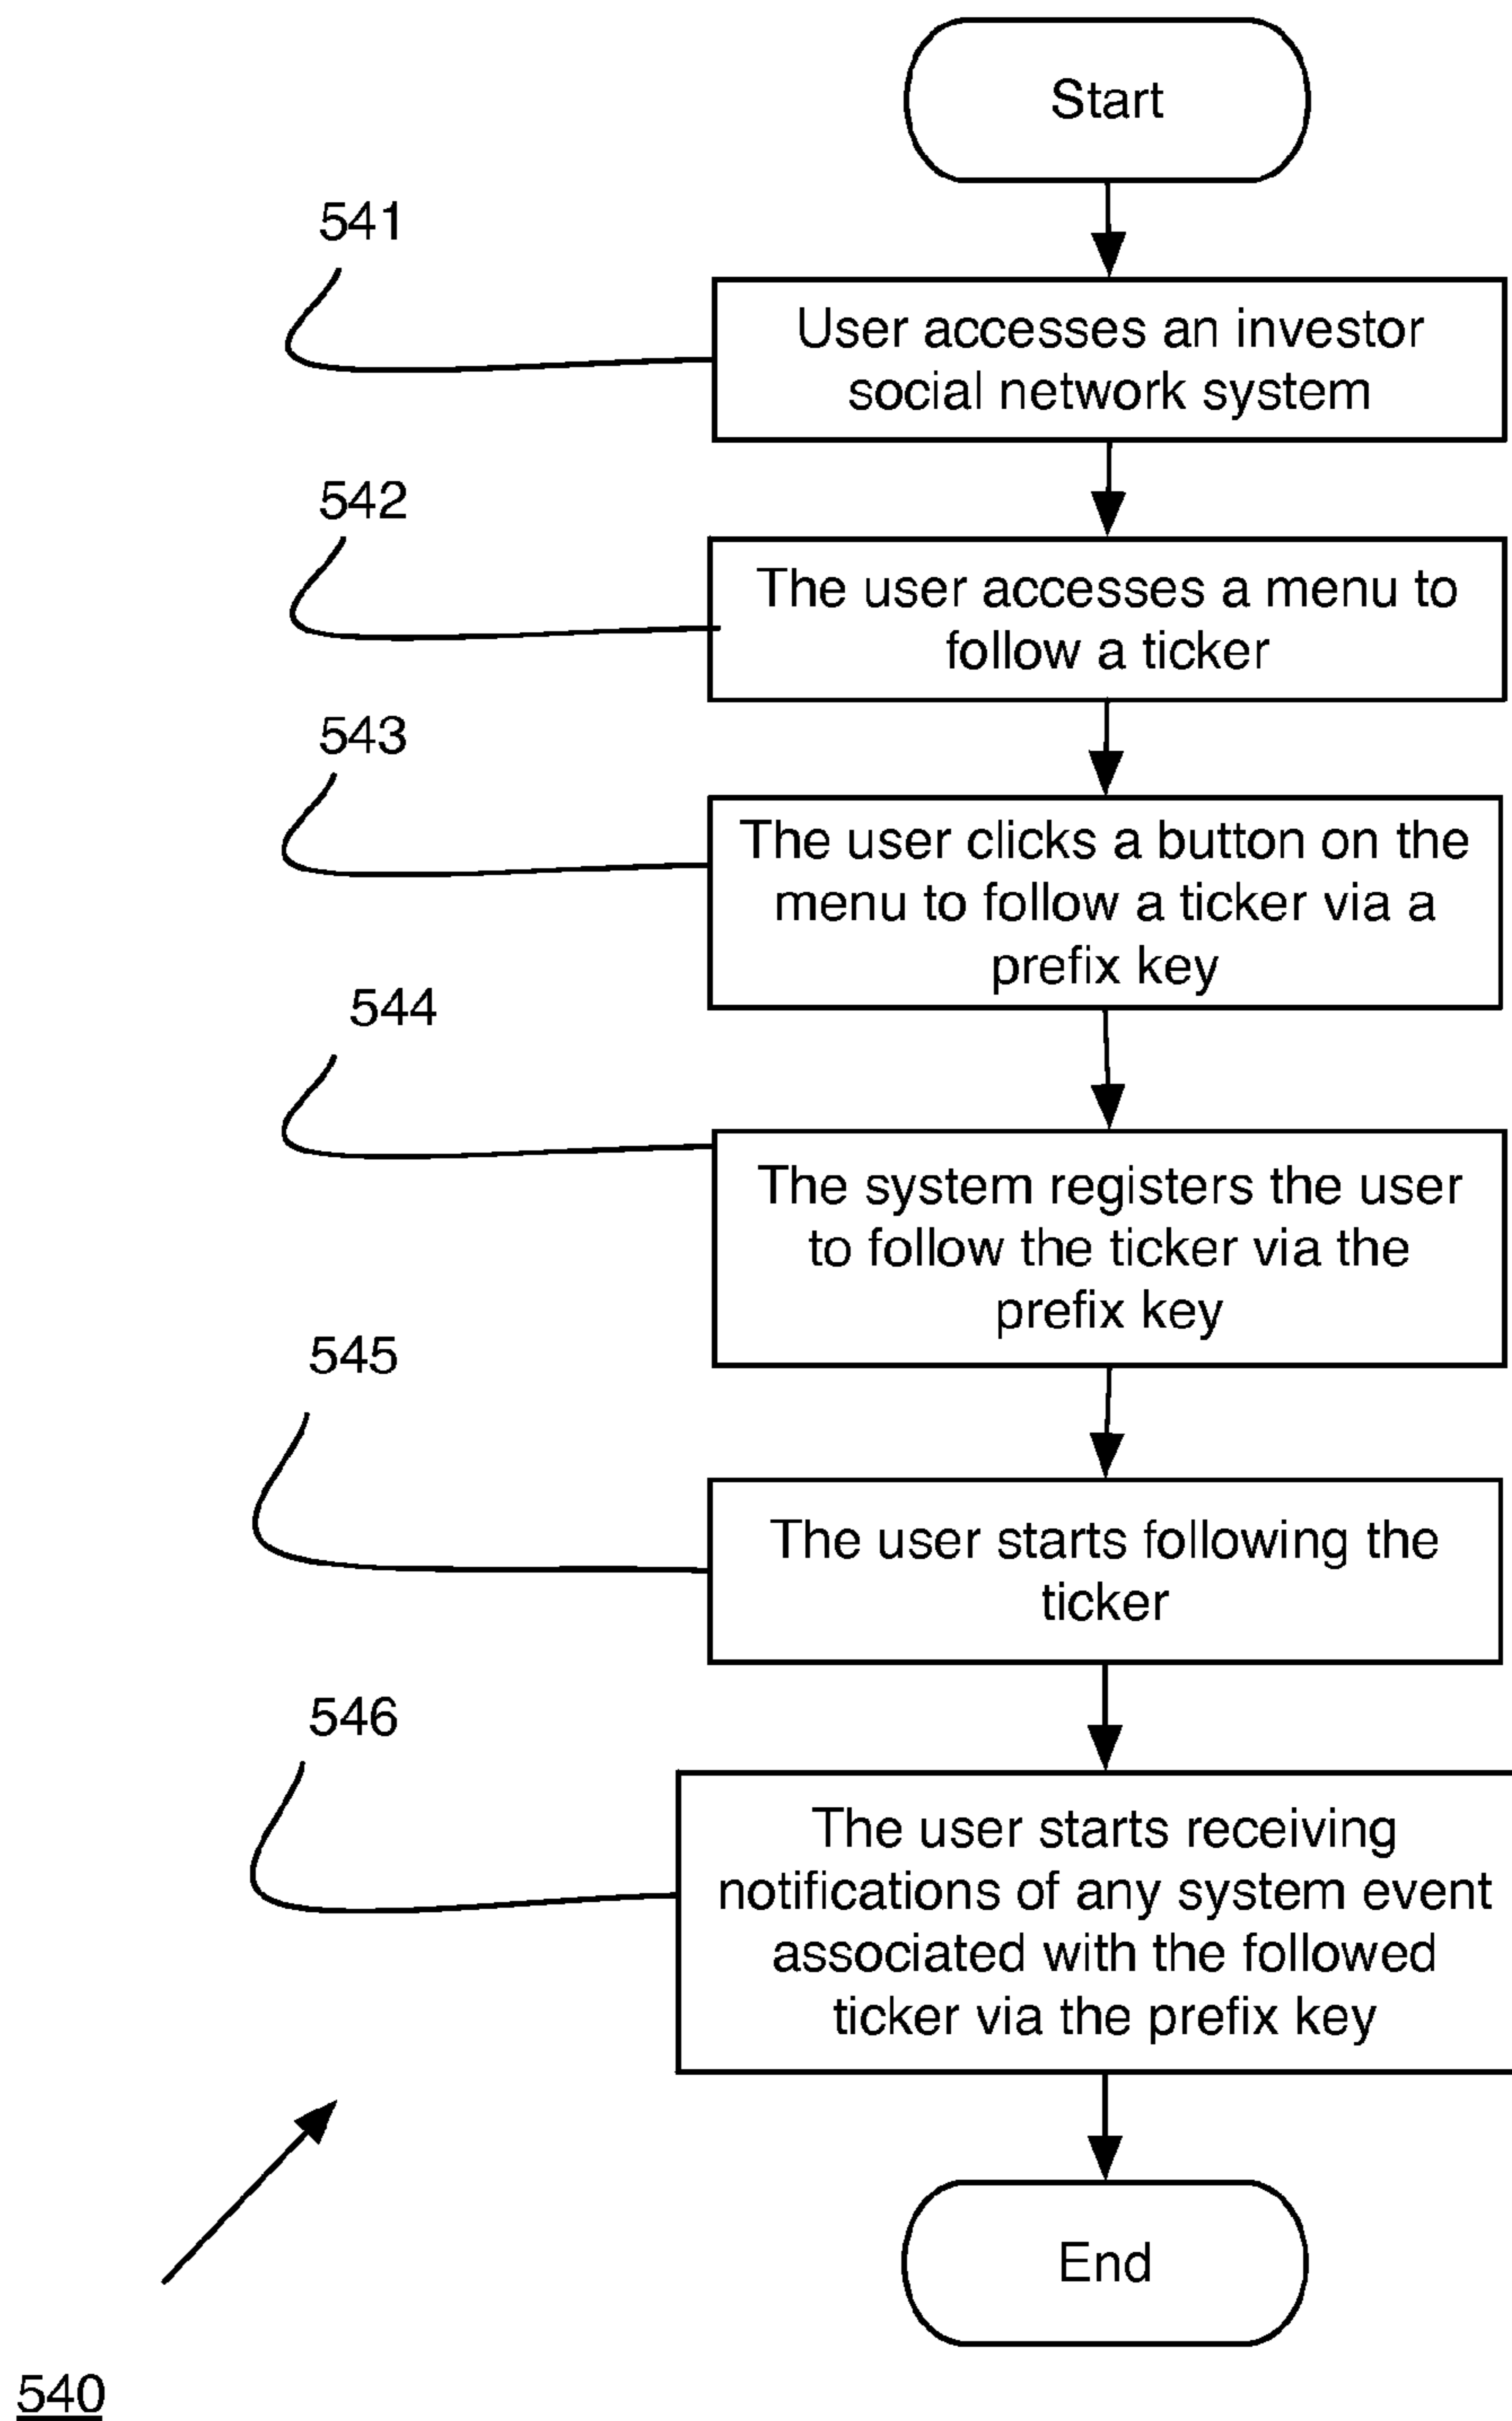 Start
541
User accesses an investor
social network system
542
The user accesses a menu to
follow a ticker
543
The user clicks a button on the
menu to follow a ticker via a
prefix key
544
The system registers the user
to follow the ticker via the
prefix key
545
The user starts following the
ticker
546
The user starts receiving
notifications of any system event
associated with the followed
ticker via the prefix key
End
540